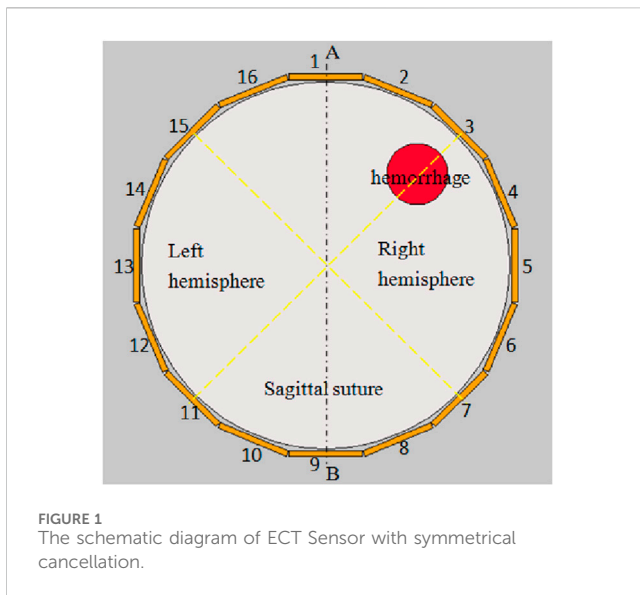 A
1
16
2
15
3
hemorrhage
14
4
Left
hemisphere
Right
hemisphere
13
5
12
6
Sagittal suture
11
7
10
8
9
B
FIGURE 1
The schematic diagram of ECT Sensor with symmetrical
cancellation.